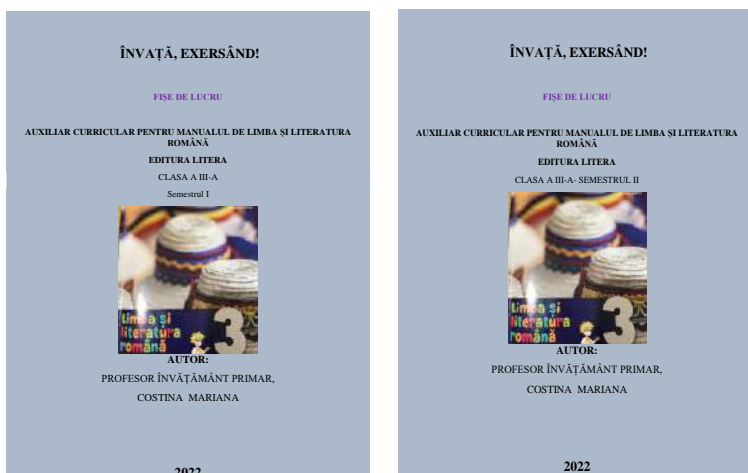 ÎNVAȚĂ, EXERSÂND!
FIȘE DE LUCRU
AUXILIAR CURRICULAR PENTRU MANUALUL DE LIMBA ȘI LITERATURA
ROMÂNĂ
EDITURA LITERA
CLASA A III-A
Semestrul I
Limba și
literatura
română
3
AUTOR:
PROFESOR ÎNVĂȚĂMÂNT PRIMAR,
COSTINA MARIANA
2022
ÎNVAȚĂ, EXERSÂND!
FIȘE DE LUCRU
AUXILIAR CURRICULAR PENTRU MANUALUL DE LIMBA ȘI LITERATURA
ROMÂNĂ
EDITURA LITERA
CLASA A III-A- SEMESTRUL II
Limba și
literatura
română
3
AUTOR:
PROFESOR ÎNVĂȚĂMÂNT PRIMAR,
COSTINA MARIANA
2022